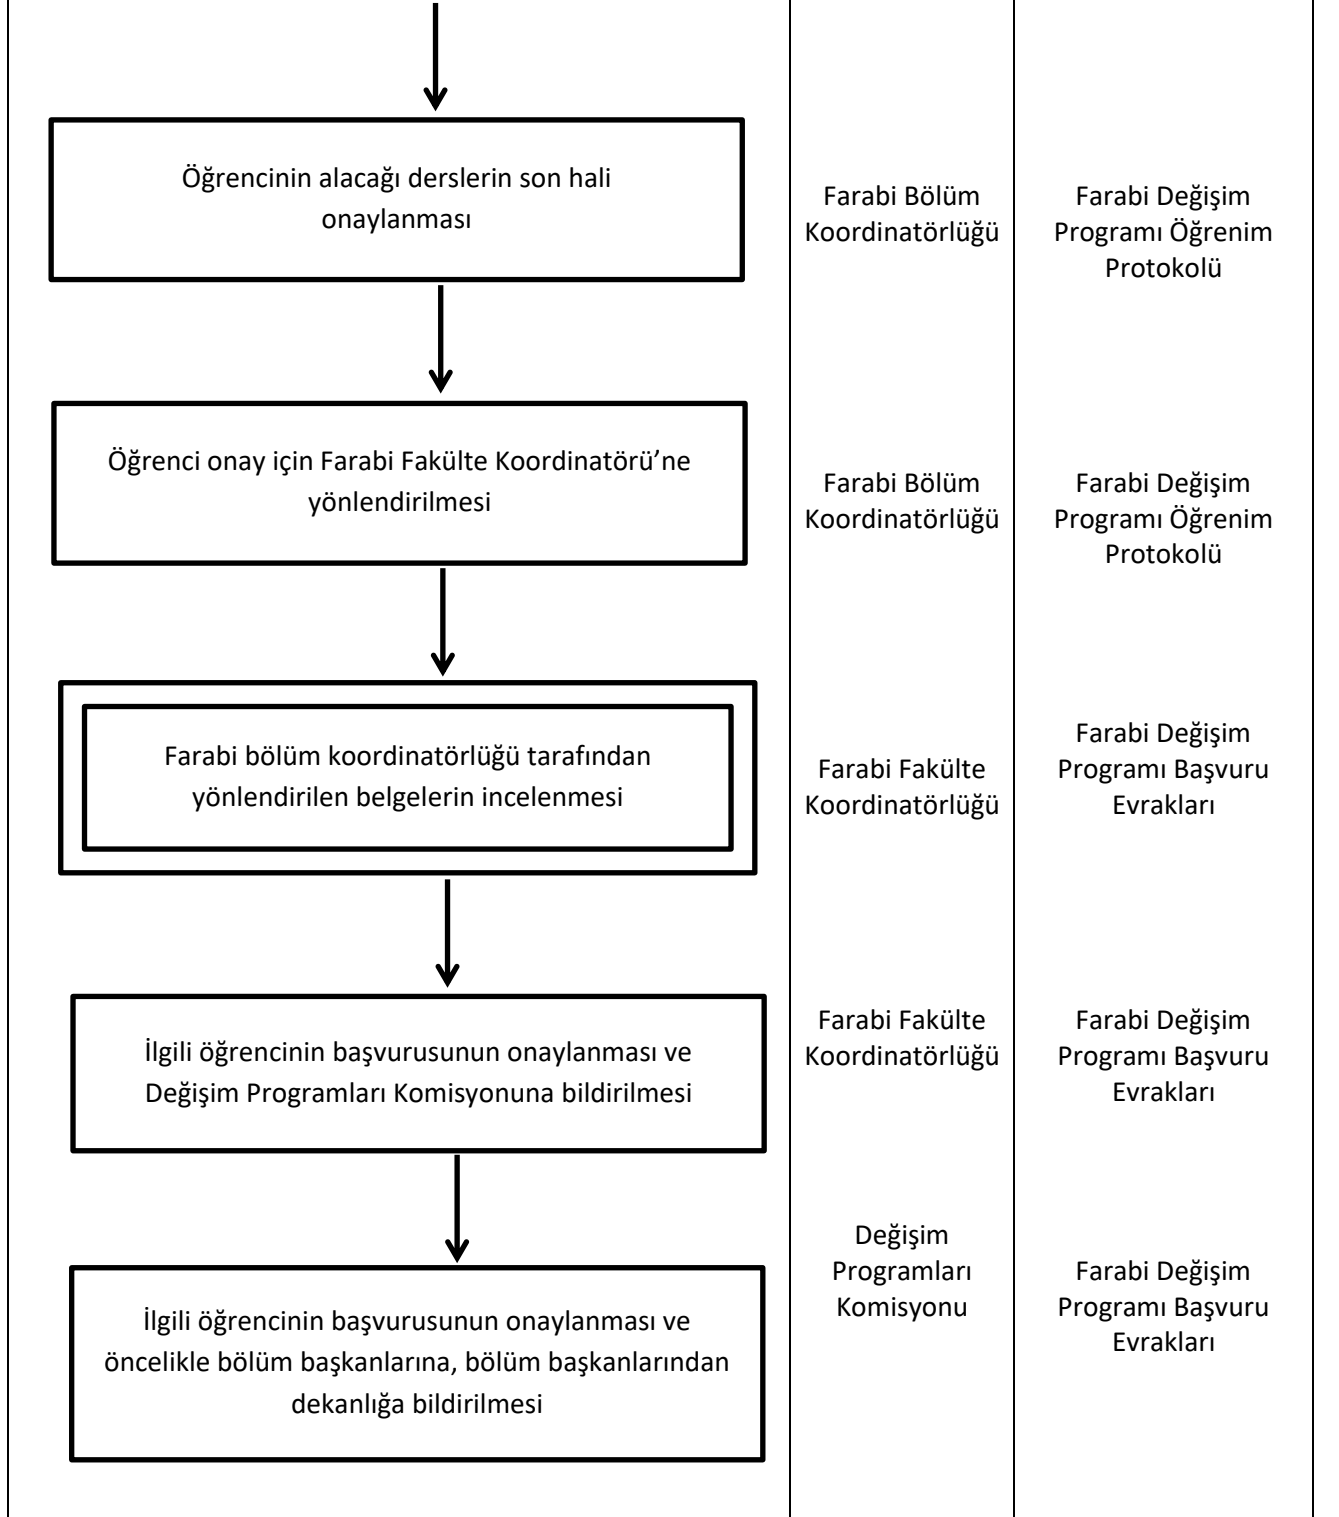 Öğrencinin alacağı derslerin son hali
onaylanması
Farabi Bölüm
Koordinatörlüğü
Farabi Değişim
Programı Öğrenim
Protokolü
Öğrenci onay için Farabi Fakülte Koordinatörü’ne
yönlendirilmesi
Farabi Bölüm
Koordinatörlüğü
Farabi Değişim
Programı Öğrenim
Protokolü
Farabi bölüm koordinatörlüğü tarafından
yönlendirilen belgelerin incelenmesi
Farabi Fakülte
Koordinatörlüğü
Farabi Değişim
Programı Başvuru
Evrakları
İlgili öğrencinin başvurusunun onaylanması ve
Değişim Programları Komisyonuna bildirilmesi
Farabi Fakülte
Koordinatörlüğü
Farabi Değişim
Programı Başvuru
Evrakları
İlgili öğrencinin başvurusunun onaylanması ve
öncelikle bölüm başkanlarına, bölüm başkanlarından
dekanlığa bildirilmesi
Değişim
Programları
Komisyonu
Farabi Değişim
Programı Başvuru
Evrakları